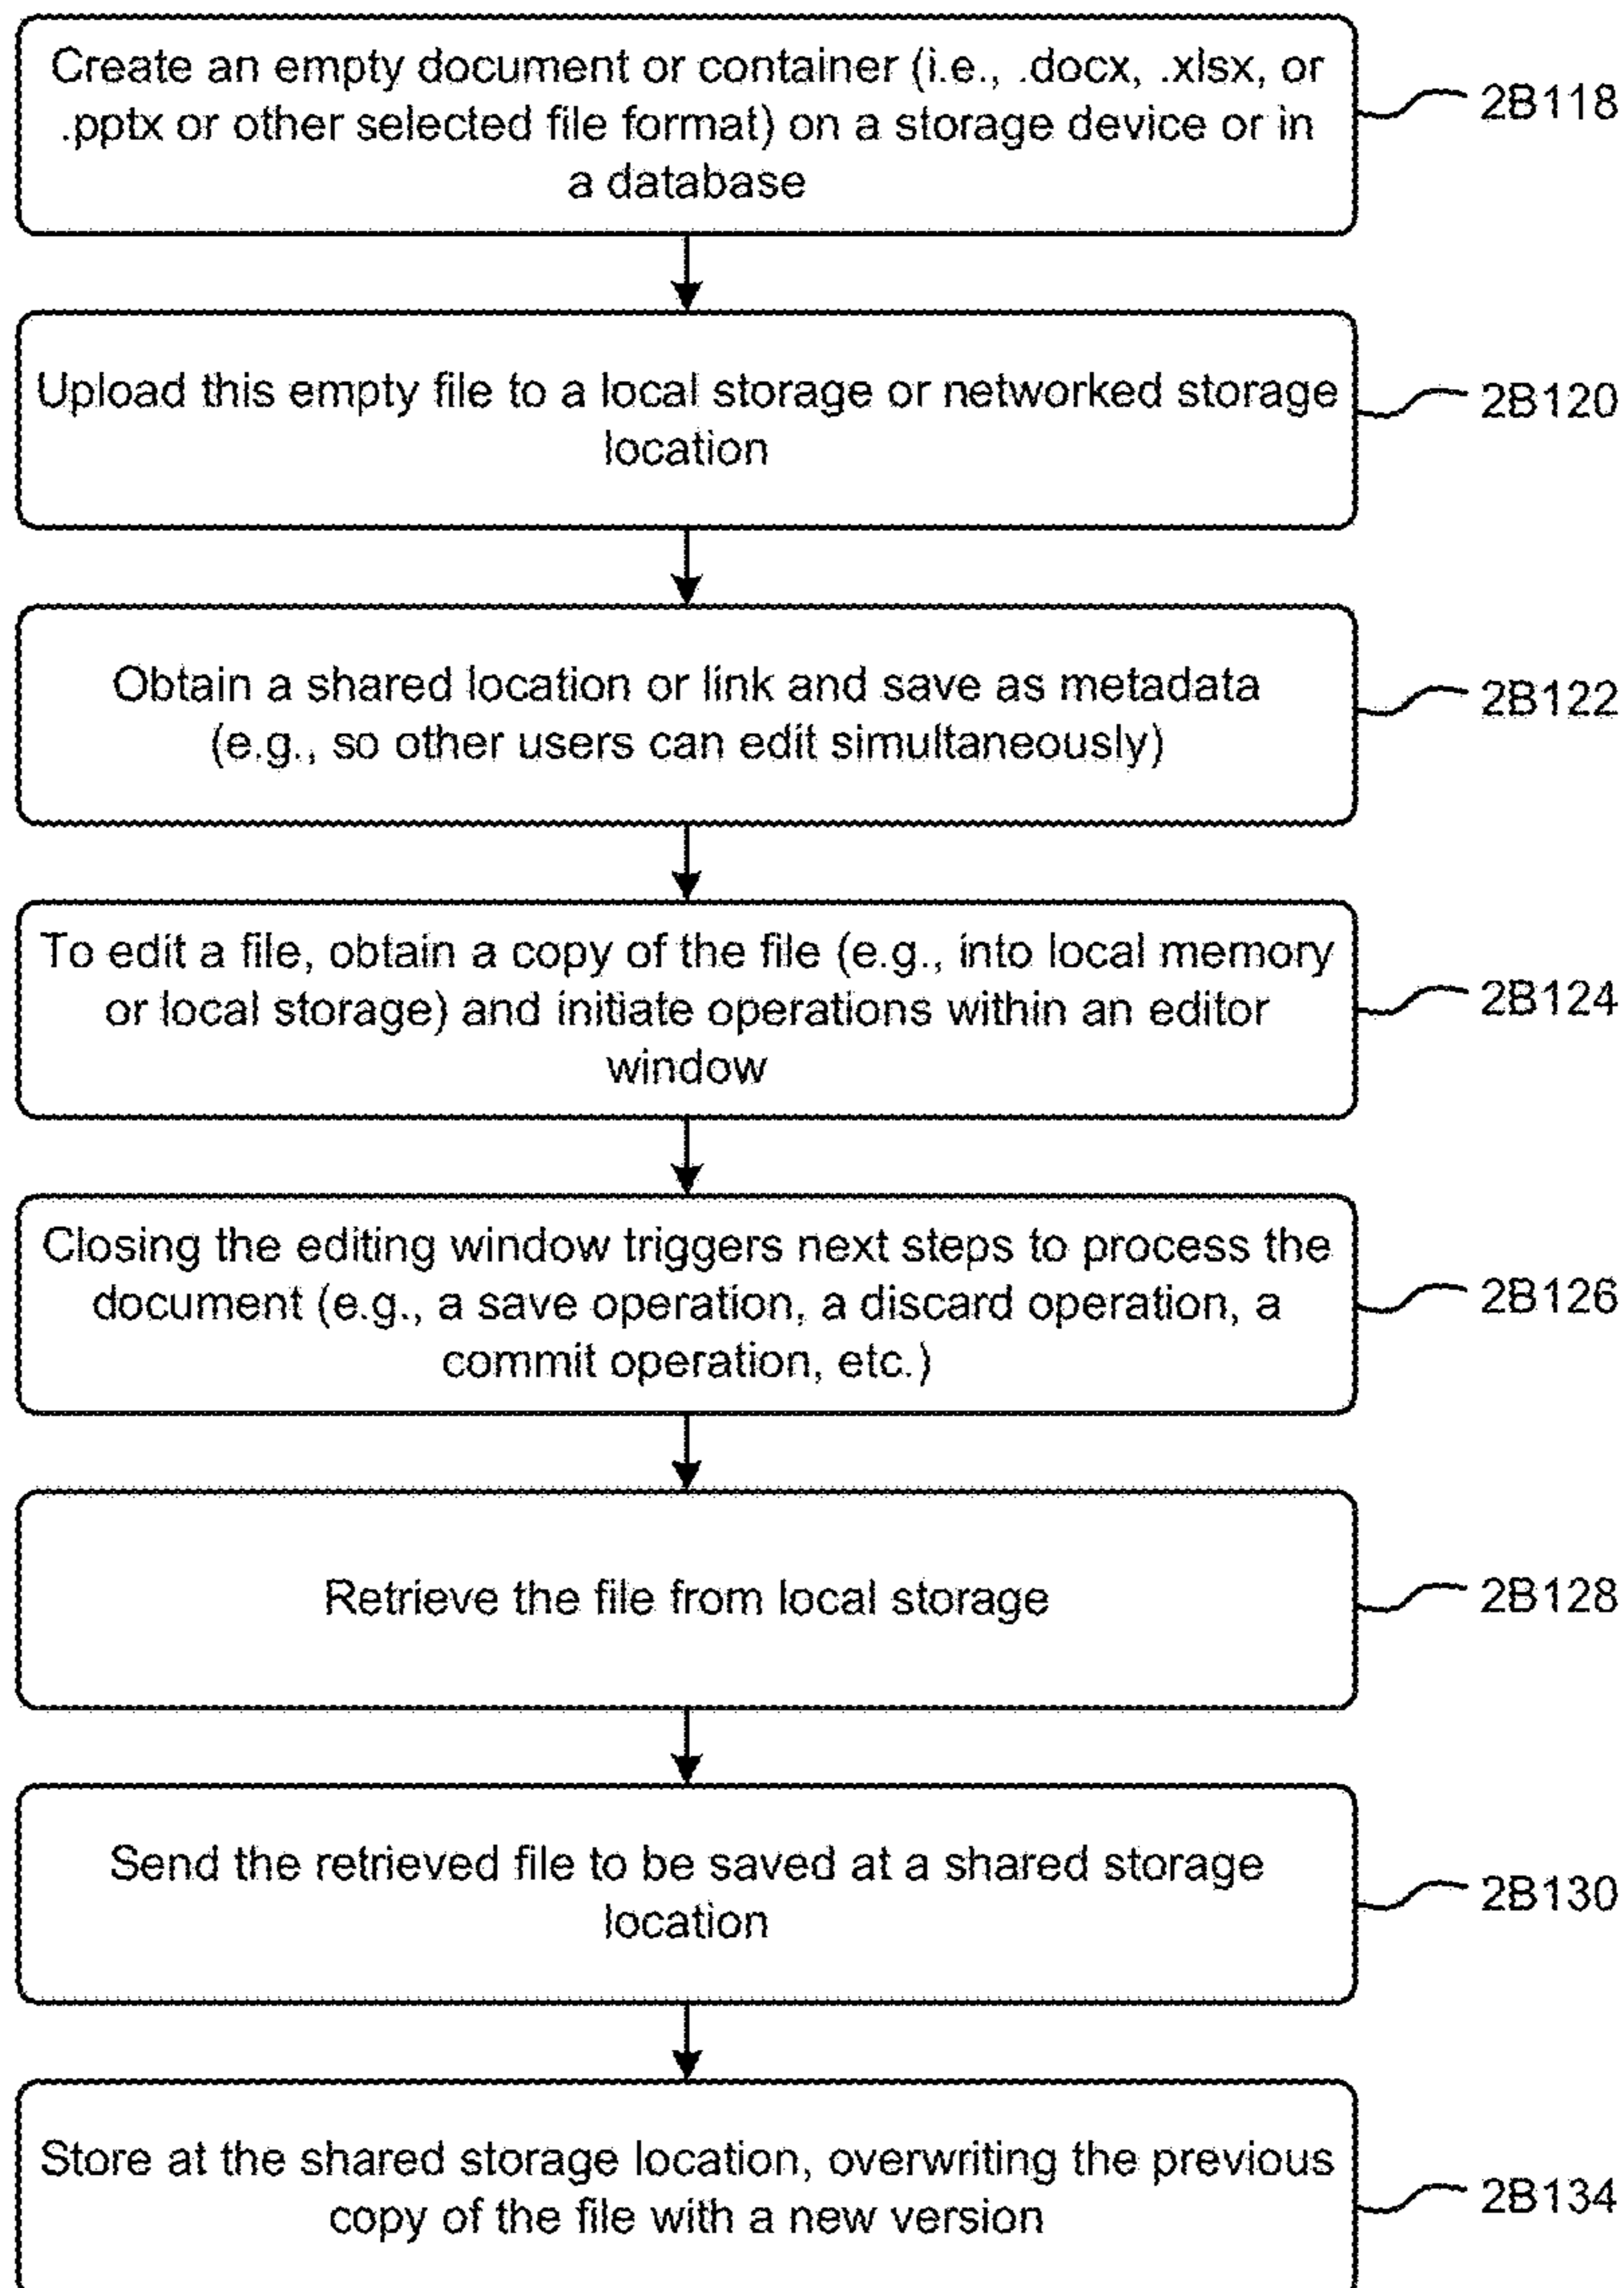 Create an empty document or container (i.e., .docx, .xlsx, or
.pptx or other selected file format) on a storage device or in
a database
2B118
Upload this empty file to a local storage or networked storage
location
2B120
Obtain a shared location or link and save as metadata
(e.g., so other users can edit simultaneously)
2B122
To edit a file, obtain a copy of the file (e.g., into local memory
or local storage) and initiate operations within an editor
window
2B124
Closing the editing window triggers next steps to process the
document (e.g., a save operation, a discard operation, a
commit operation, etc.)
2B126
Retrieve the file from local storage
2B128
Send the retrieved file to be saved at a shared storage
location
2B130
Store at the shared storage location, overwriting the previous
copy of the file with a new version
2B134